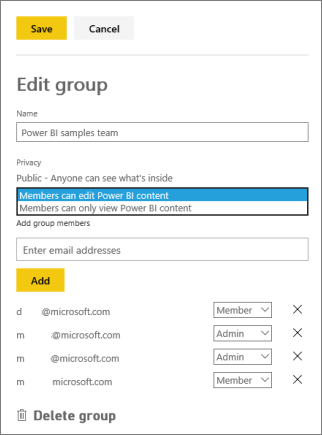 Save Cancel
Edit group
Name
Power BI samples team
Privacy
Public - Anyone can see what's inside
Members can edit Power BI content
Members can only view Power BI content
Add group members
Enter email addresses
Add
d @microsoft.com Member
m @microsoft.com Admin
m @microsoft.com Admin
m microsoft.com Member
Delete group